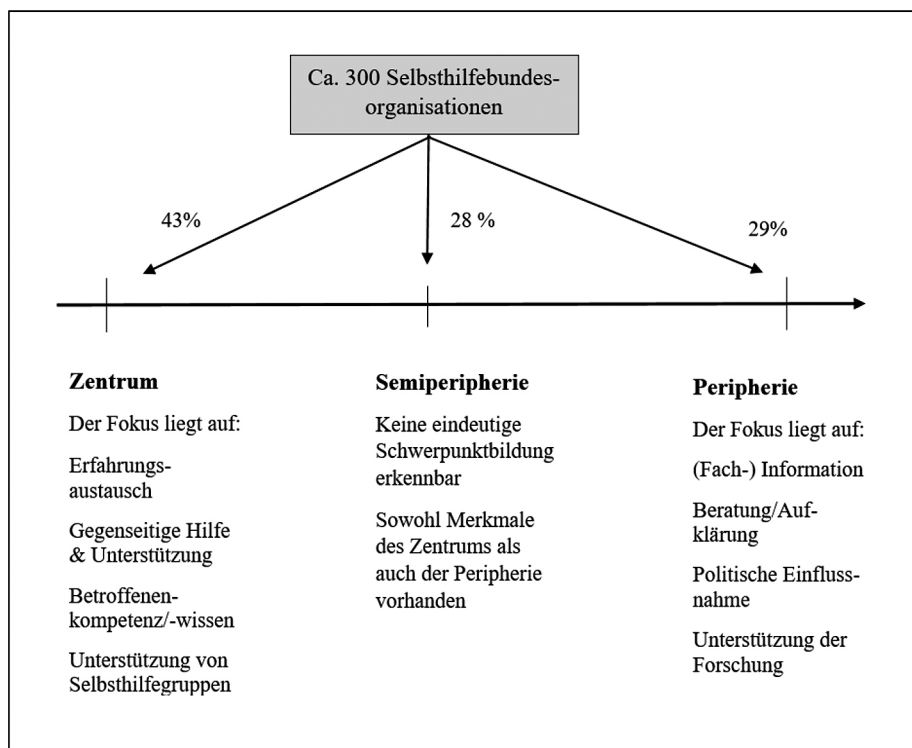 Ca. 300 Selbsthilfebundes-
organisationen
43%
28 %
29%
Zentrum
Der Fokus liegt auf:
Erfahrungs-
austausch
Gegenseitige Hilfe
& Unterstützung
Betroffenen-
kompetenz/-wissen
Unterstützung von
Selbsthilfegruppen
Semiperipherie
Keine eindeutige
Schwerpunktbildung
erkennbar
Sowohl Merkmale
des Zentrums als
auch der Peripherie
vorhanden
Peripherie
Der Fokus liegt auf:
(Fach-) Information
Beratung/Auf-
klärung
Politische Einfluss-
nahme
Unterstützung der
Forschung